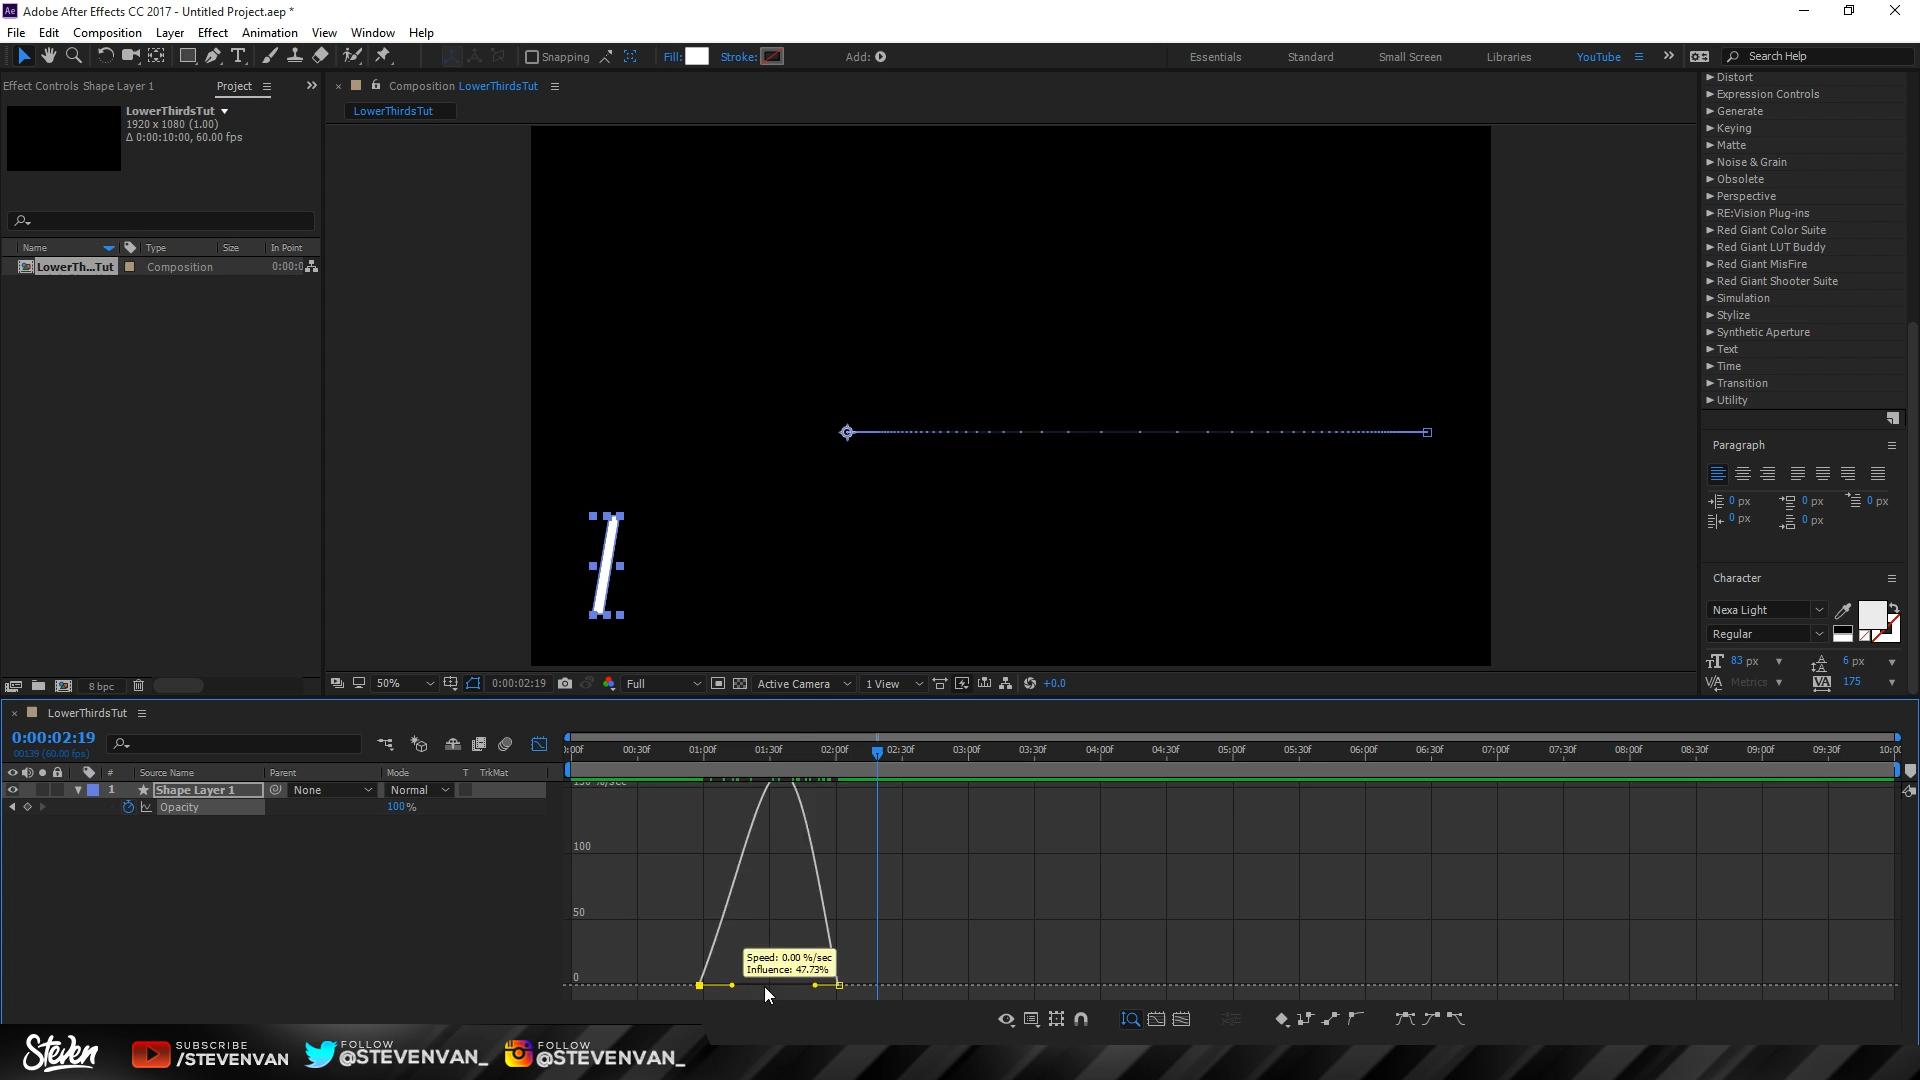 Ae Adobe After Effects CC 2017 - Untitled Project.aep *
File Edit Composition Layer Effect Animation View Window Help
Snapping Fill: Stroke: Add: Essentials Standard Small Screen Libraries YouTube Search Help
Effect Controls Shape Layer 1 Project
Composition LowerThirdsTut
LowerThirdsTut
LowerThirdsTut
1920 x 1080 (1.00)
Δ 0:00:10:00, 60.00 fps
Name Type Size In Point
LowerTh...Tut Composition 0:00:0
8 bpc
50% 0:00:02:19 Full Active Camera 1 View +0.0
Distort
Expression Controls
Generate
Keying
Matte
Noise & Grain
Obsolete
Perspective
RE:Vision Plug-ins
Red Giant Color Suite
Red Giant LUT Buddy
Red Giant MisFire
Red Giant Shooter Suite
Simulation
Stylize
Synthetic Aperture
Text
Time
Transition
Utility
Paragraph
0 px 0 px 0 px
0 px 0 px
Character
Nexa Light
Regular
83 px 6 px
Metrics 175
LowerThirdsTut
0:00:02:19
00139 (60.00 fps)
:00f 00:30f 01:00f 01:30f 02:00f 02:30f 03:00f 03:30f 04:00f 04:30f 05:00f 05:30f 06:00f 06:30f 07:00f 07:30f 08:00f 08:30f 09:00f 09:30f 10:00
# Source Name Parent Mode T TrkMat
1 Shape Layer 1 None Normal
Opacity 100%
150 %/sec
100
50
0
Speed: 0.00 %/sec
Influence: 47.73%
Steven
SUBSCRIBE
/STEVENVAN
FOLLOW
@STEVENVAN_
FOLLOW
@STEVENVAN_